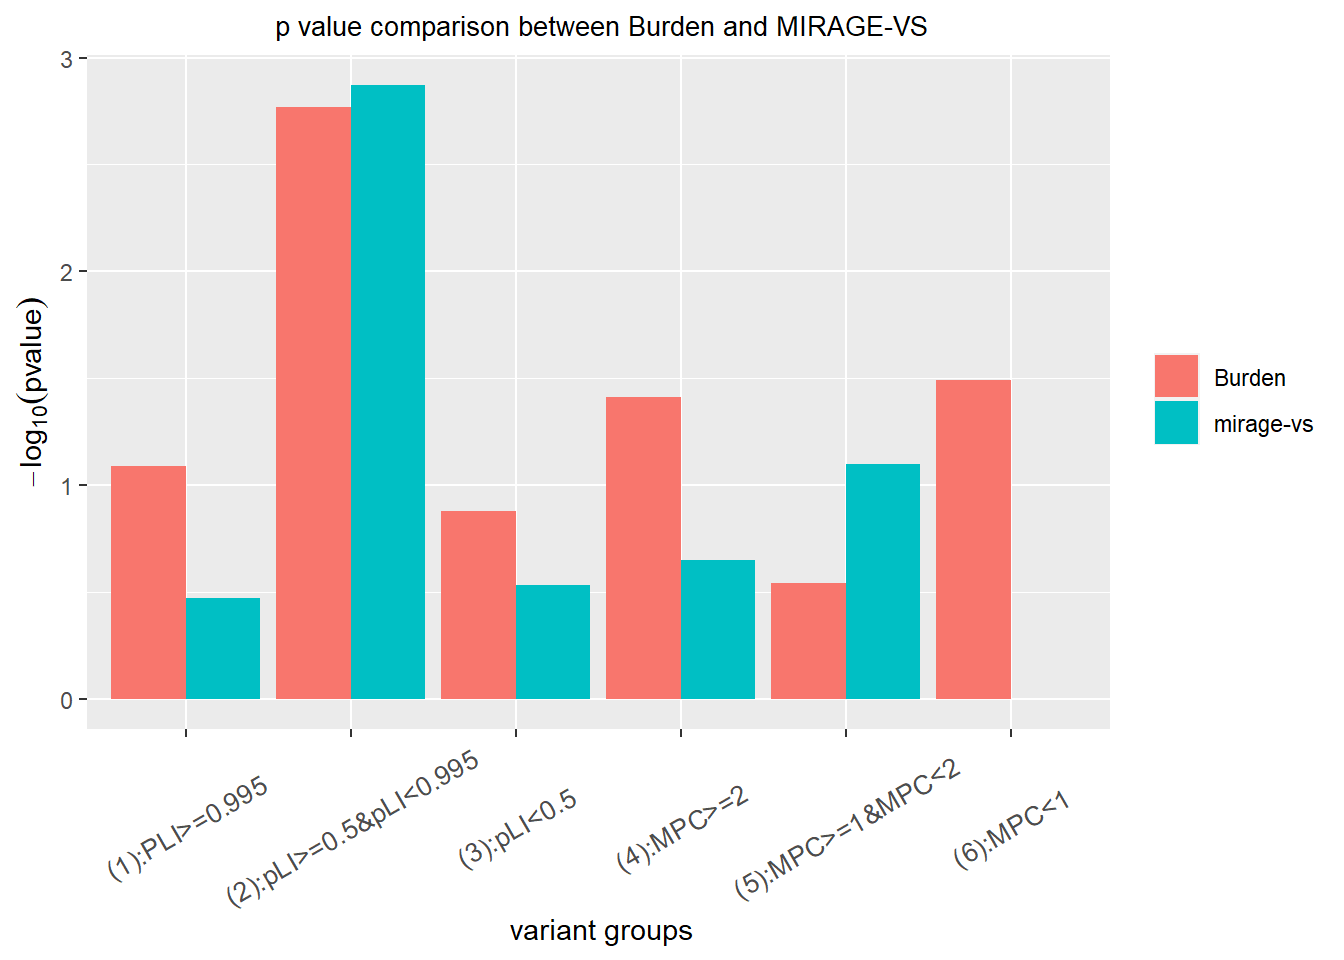 p value comparison between Burden and MIRAGE-VS
3
2
1
0
−log10(pvalue)
Burden
mirage-vs
(1):PLI>=0.995
(2):pLI>=0.5&pLI<0.995
(3):pLI<0.5
(4):MPC>=2
(5):MPC>=1&MPC<2
(6):MPC<1
variant groups